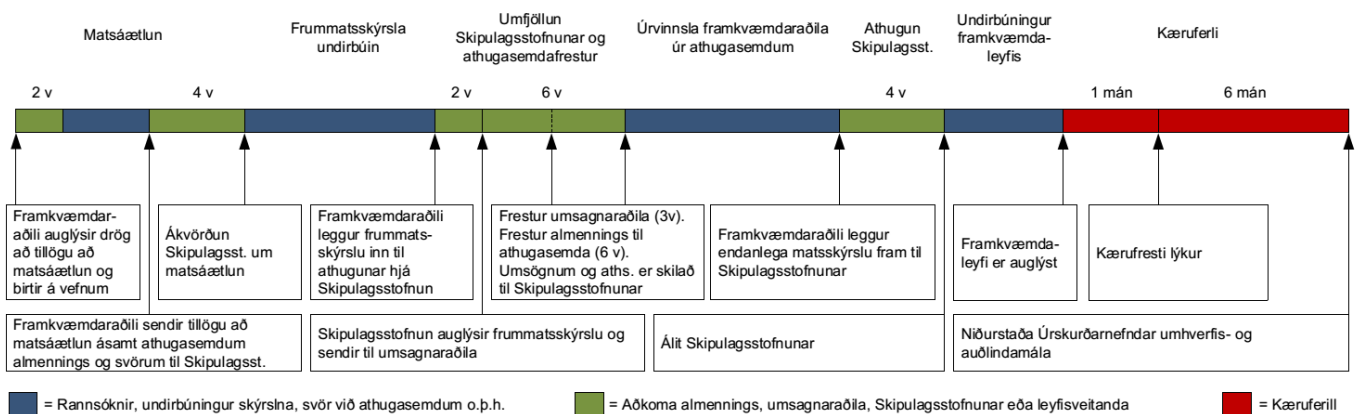 Matsáætlun
Frummatsskýrsla
undirbúin
Umfjöllun
Skipulagsstofnunar og
athugasemdafrestur
Úrvinnsla framkvæmdaraðila
úr athugasemdum
Athugun
Skipulagsst.
Undirbúningur
framkvæmda-
leyfis
Kæruferli
2 v
4 v
2 v
6 v
4 v
1 mán
6 mán
Framkvæmdar-
aðili auglýsir drög
að tillögu að
matsáætlun og
birtir á vefnum
Ákvörðun
Skipulagsst. um
matsáætlun
Framkvæmdaraðili
leggur frummats-
skýrslu inn til
athugunar hjá
Skipulagsstofnun
Frestur umsagnaraðila (3v).
Frestur almennings til
athugasemda (6 v).
Umsögnum og aths. er skilað
til Skipulagsstofnunar
Framkvæmdaraðili leggur
endanlega matsskýrslu fram til
Skipulagsstofnunar
Framkvæmda-
leyfi er auglýst
Kærufresti lýkur
Framkvæmdaraðili sendir tillögu að
matsáætlun ásamt athugasemdum
almennings og svörum til Skipulagsst.
Skipulagsstofnun auglýsir frummatsskýrslu og
sendir til umsagnaraðila
Álit Skipulagsstofnunar
Niðurstaða Úrskurðarnefndar umhverfis- og
auðlindamála
= Rannsóknir, undirbúningur skýrslna, svör við athugasemdum o.þ.h.
= Aðkoma almennings, umsagnaraðila, Skipulagsstofnunar eða leyfisveitanda
= Kæruferill